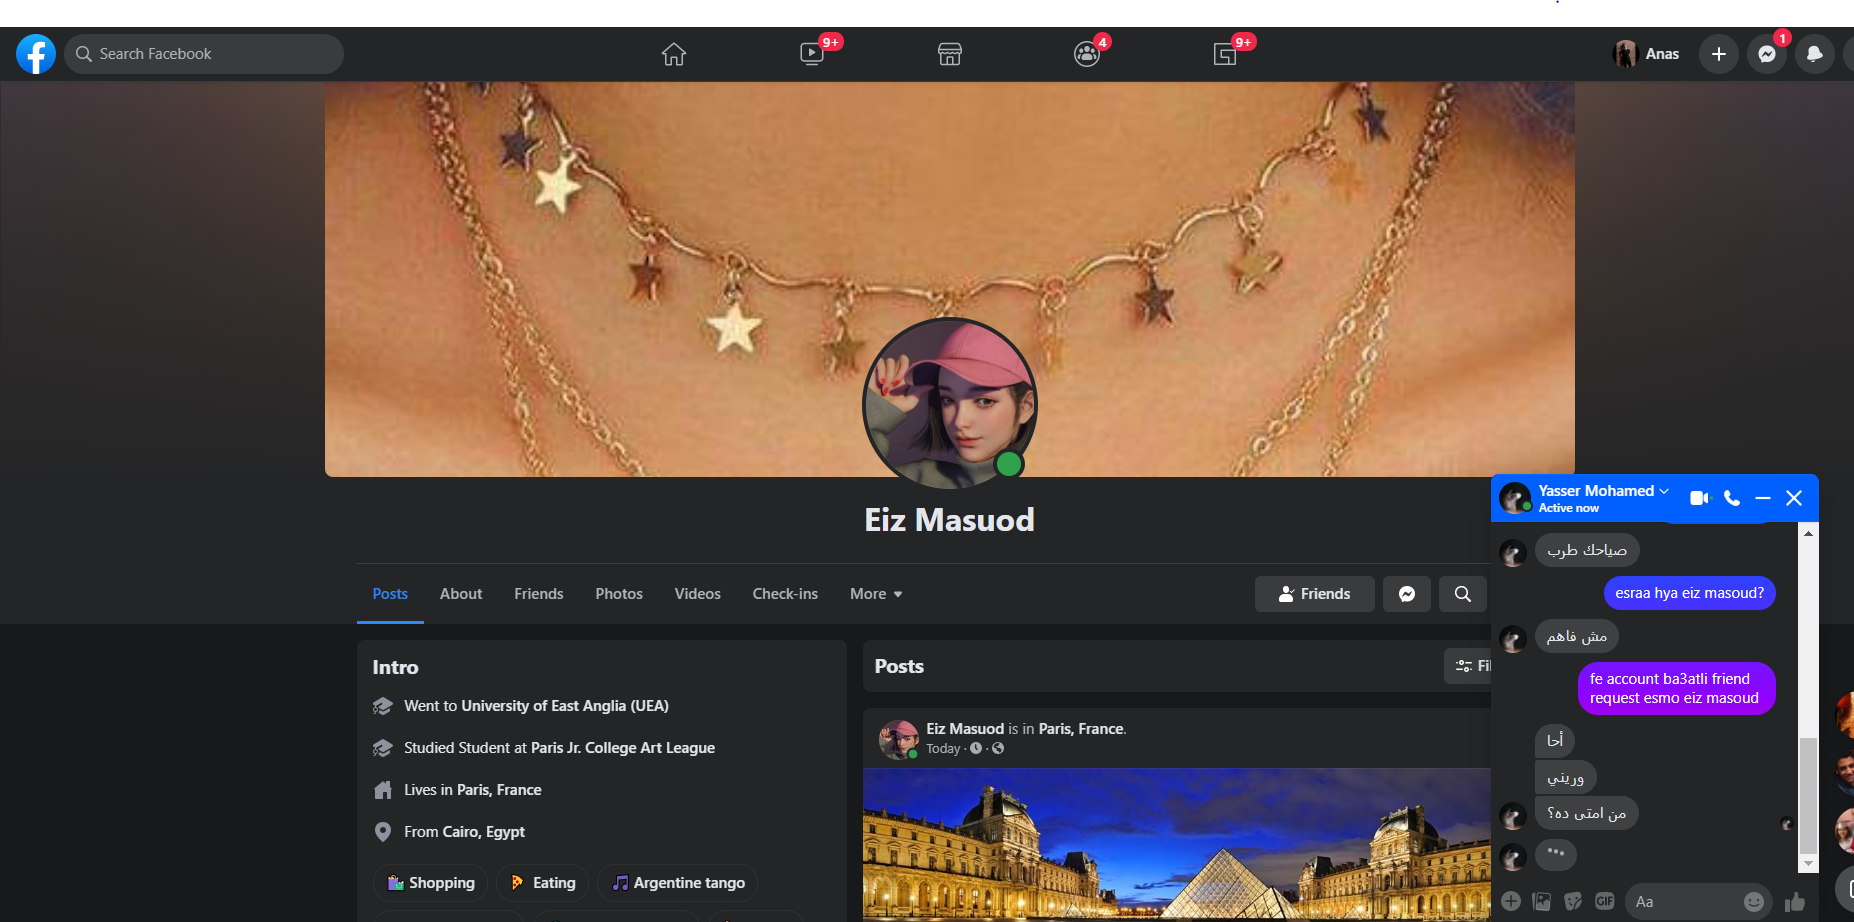 Search Facebook
9+
4
9+
Anas
1
Eiz Masuod
Posts
About
Friends
Photos
Videos
Check-ins
More
Friends
Intro
Went to University of East Anglia (UEA)
Studied Student at Paris Jr. College Art League
Lives in Paris, France
From Cairo, Egypt
Shopping
Eating
Argentine tango
Posts
Fil
Eiz Masuod is in Paris, France.
Today
Yasser Mohamed
Active now
صياحك طرب
esraa hya eiz masoud?
مش فاهم
fe account ba3atli friend
request esmo eiz masoud
أحا
وريني
من امتى ده؟
GIF
Aa